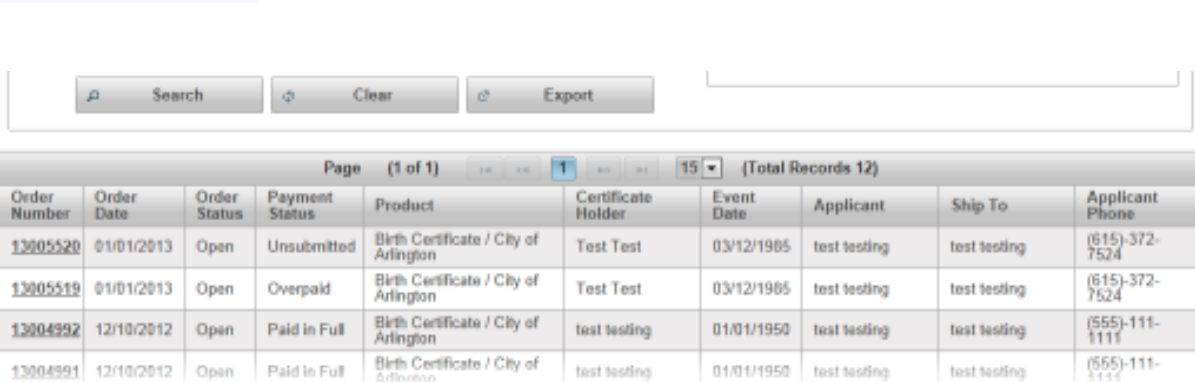 Search Clear Export
Page (1 of 1) 1 15 (Total Records 12)
Order Number Order Date Order Status Payment Status Product Certificate Holder Event Date Applicant Ship To Applicant Phone
13005520 01/01/2013 Open Unsubmitted Birth Certificate / City of Arlington Test Test 03/12/1985 test testing test testing (615)-372-7524
13005519 01/01/2013 Open Overpaid Birth Certificate / City of Arlington Test Test 03/12/1985 test testing test testing (615)-372-7524
13004992 12/10/2012 Open Paid in Full Birth Certificate / City of Arlington test testing 01/01/1950 test testing test testing (555)-111-1111
13004991 12/10/2012 Open Paid in Full Birth Certificate / City of Arlington test testing 01/01/1950 test testing test testing (555)-111-1111